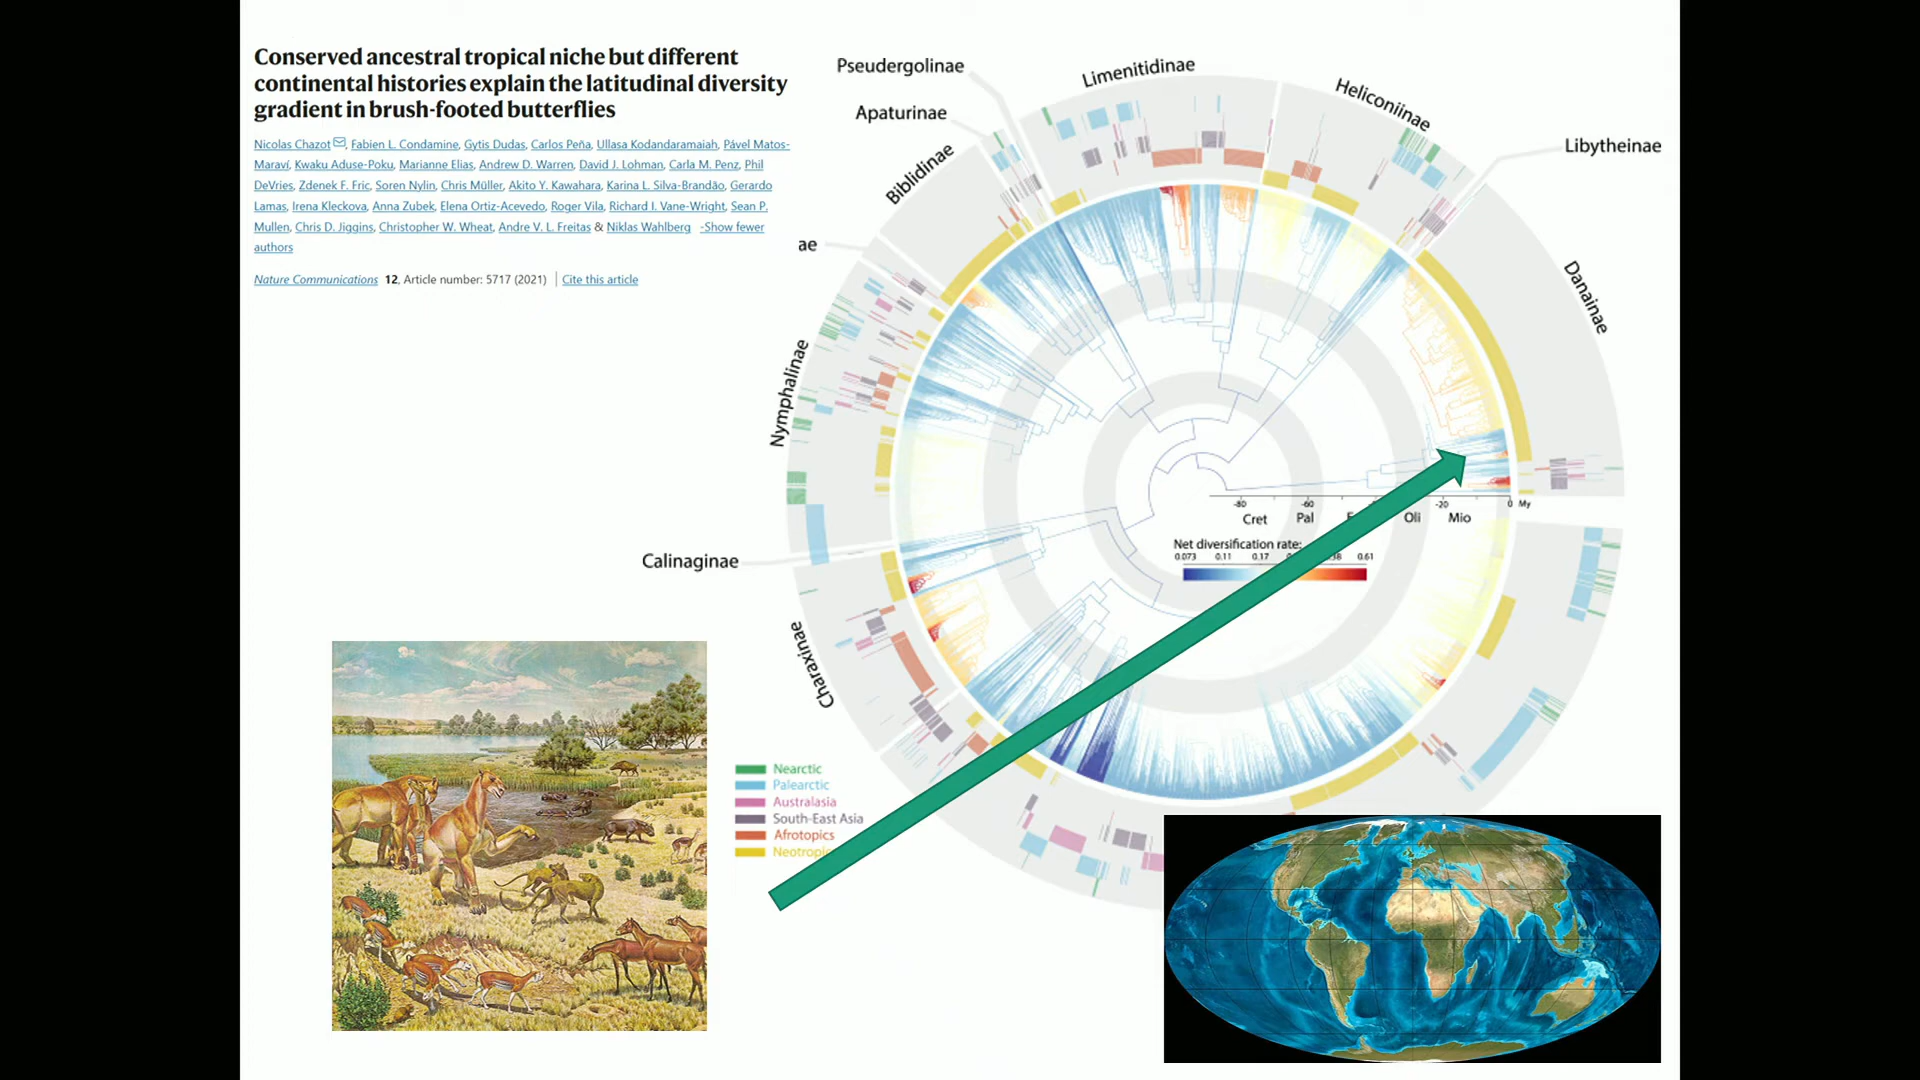 Conserved ancestral tropical niche but different
continental histories explain the latitudinal diversity
gradient in brush-footed butterflies
Nicolas Chazot, Fabien L. Condamine, Gytis Dudas, Carlos Peña, Ullasa Kodandaramaiah, Pável Matos-
Maraví, Kwaku Aduse-Poku, Marianne Elias, Andrew D. Warren, David J. Lohman, Carla M. Penz, Phil
DeVries, Zdenek F. Fric, Soren Nylin, Chris Müller, Akito Y. Kawahara, Karina L. Silva-Brandão, Gerardo
Lamas, Irena Kleckova, Anna Zubek, Elena Ortiz-Acevedo, Roger Vila, Richard I. Vane-Wright, Sean P.
Mullen, Chris D. Jiggins, Christopher W. Wheat, Andre V. L. Freitas & Niklas Wahlberg -Show fewer
authors
Nature Communications 12, Article number: 5717 (2021) | Cite this article
Pseudergolinae
Limenitidinae
Heliconiinae
Apaturinae
Libytheinae
Biblidinae
ae
Danainae
Nymphalinae
Calinaginae
Charaxinae
-80 -60 -20 0 My
Cret Pal E Oli Mio
Net diversification rate:
0.073 0.11 0.17 0.61
Nearctic
Palearctic
Australasia
South-East Asia
Afrotopics
Neotropic